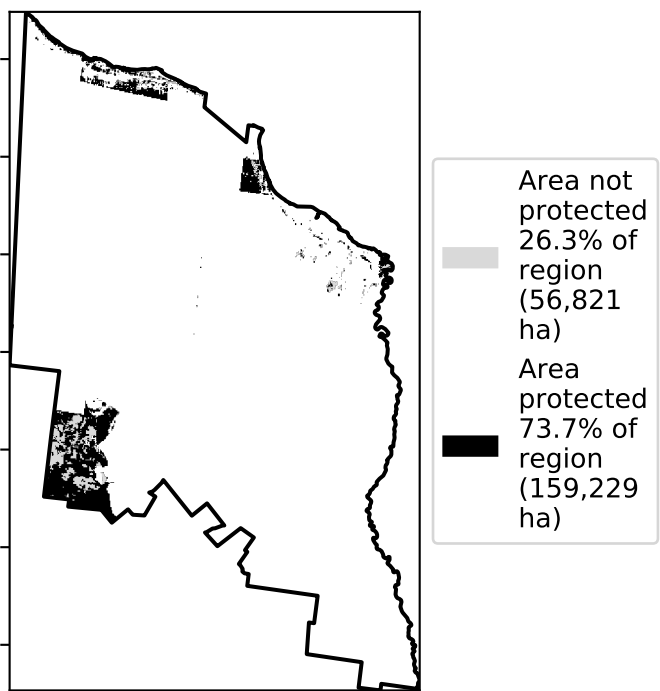 Area not
protected
26.3% of
region
(56,821
ha)
Area
protected
73.7% of
region
(159,229
ha)